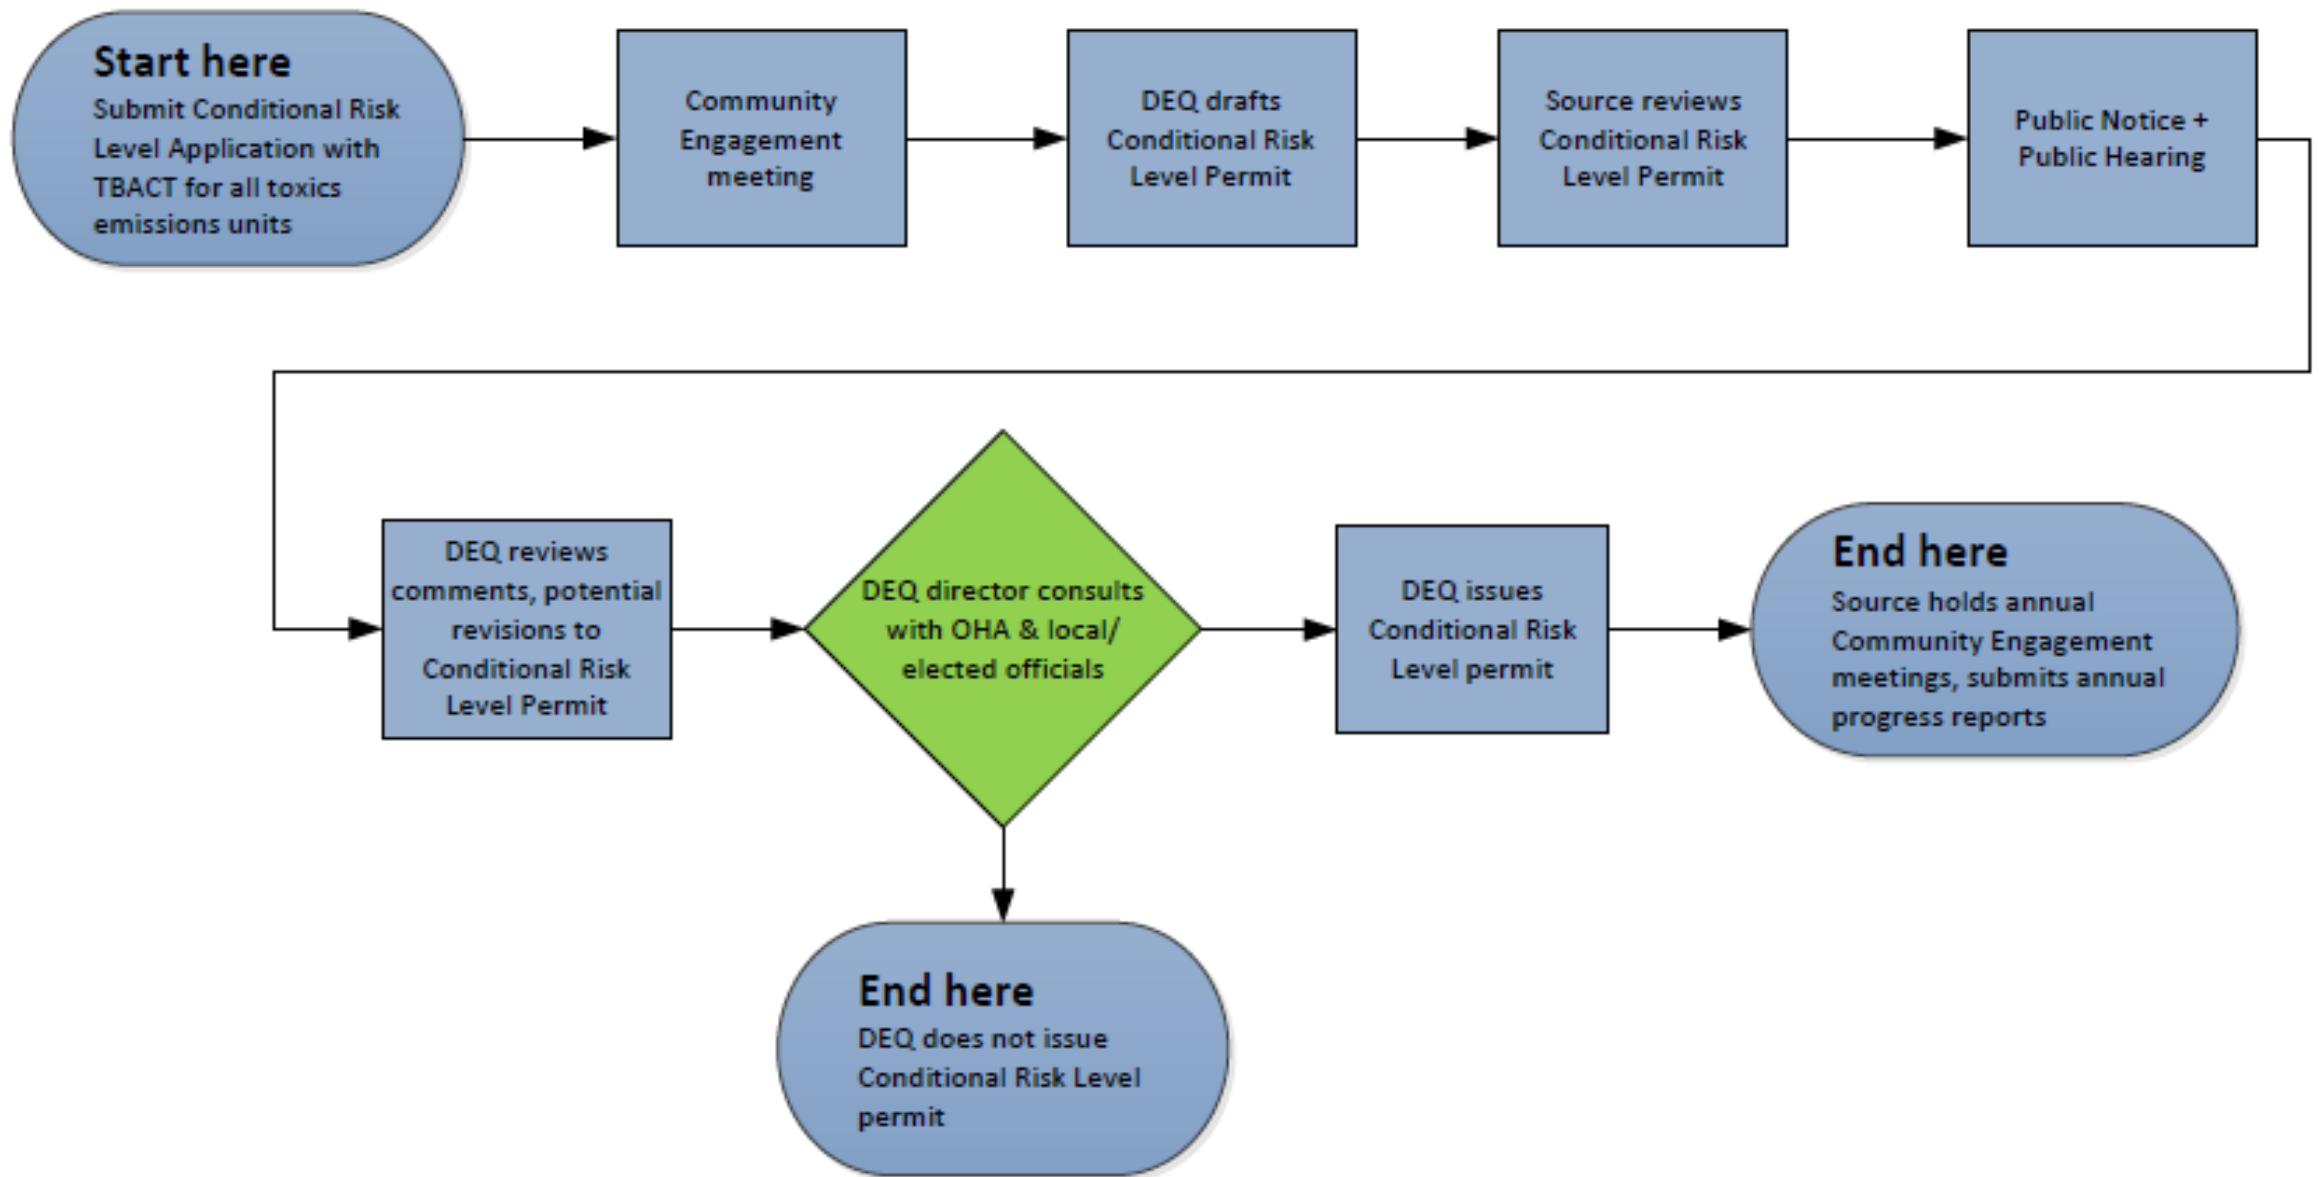 Start here
Submit Conditional Risk
Level Application with
TBACT for all toxics
emissions units
Community
Engagement
meeting
DEQ drafts
Conditional Risk
Level Permit
Source reviews
Conditional Risk
Level Permit
Public Notice +
Public Hearing
DEQ reviews
comments, potential
revisions to
Conditional Risk
Level Permit
DEQ director consults
with OHA & local/
elected officials
DEQ issues
Conditional Risk
Level permit
End here
Source holds annual
Community Engagement
meetings, submits annual
progress reports
End here
DEQ does not issue
Conditional Risk Level
permit